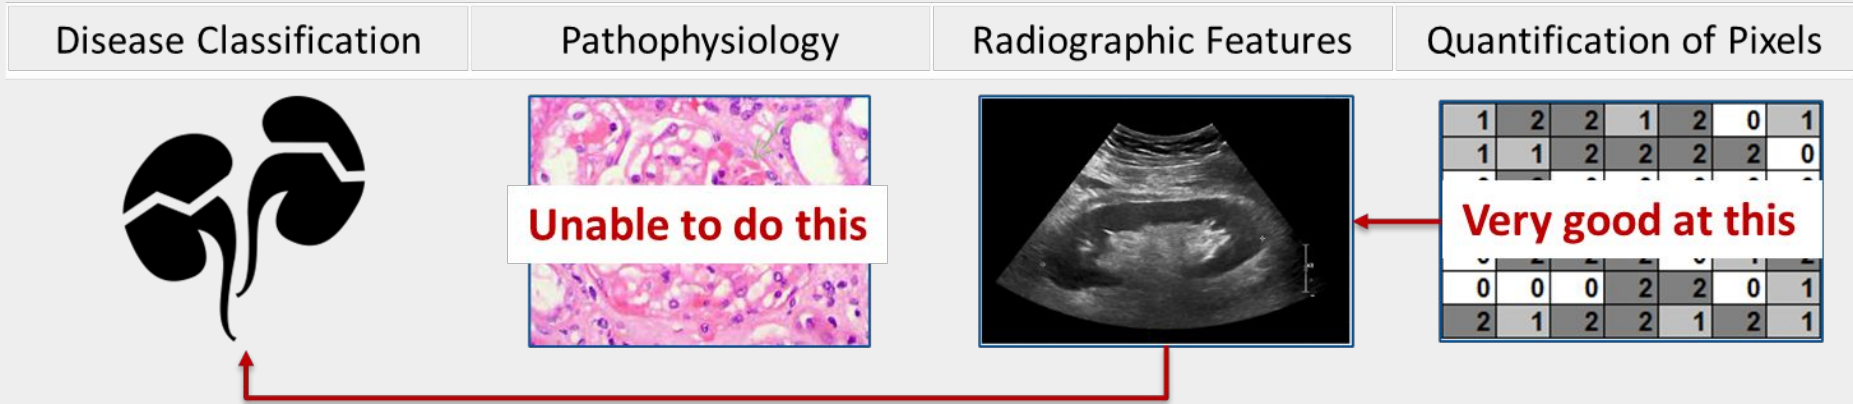 Disease Classification
Pathophysiology
Radiographic Features
Quantification of Pixels
Unable to do this
Very good at this
1 2 2 1 2 0 1
1 1 2 2 2 2 0
0 0 0 2 2 0 1
2 1 2 2 1 2 1